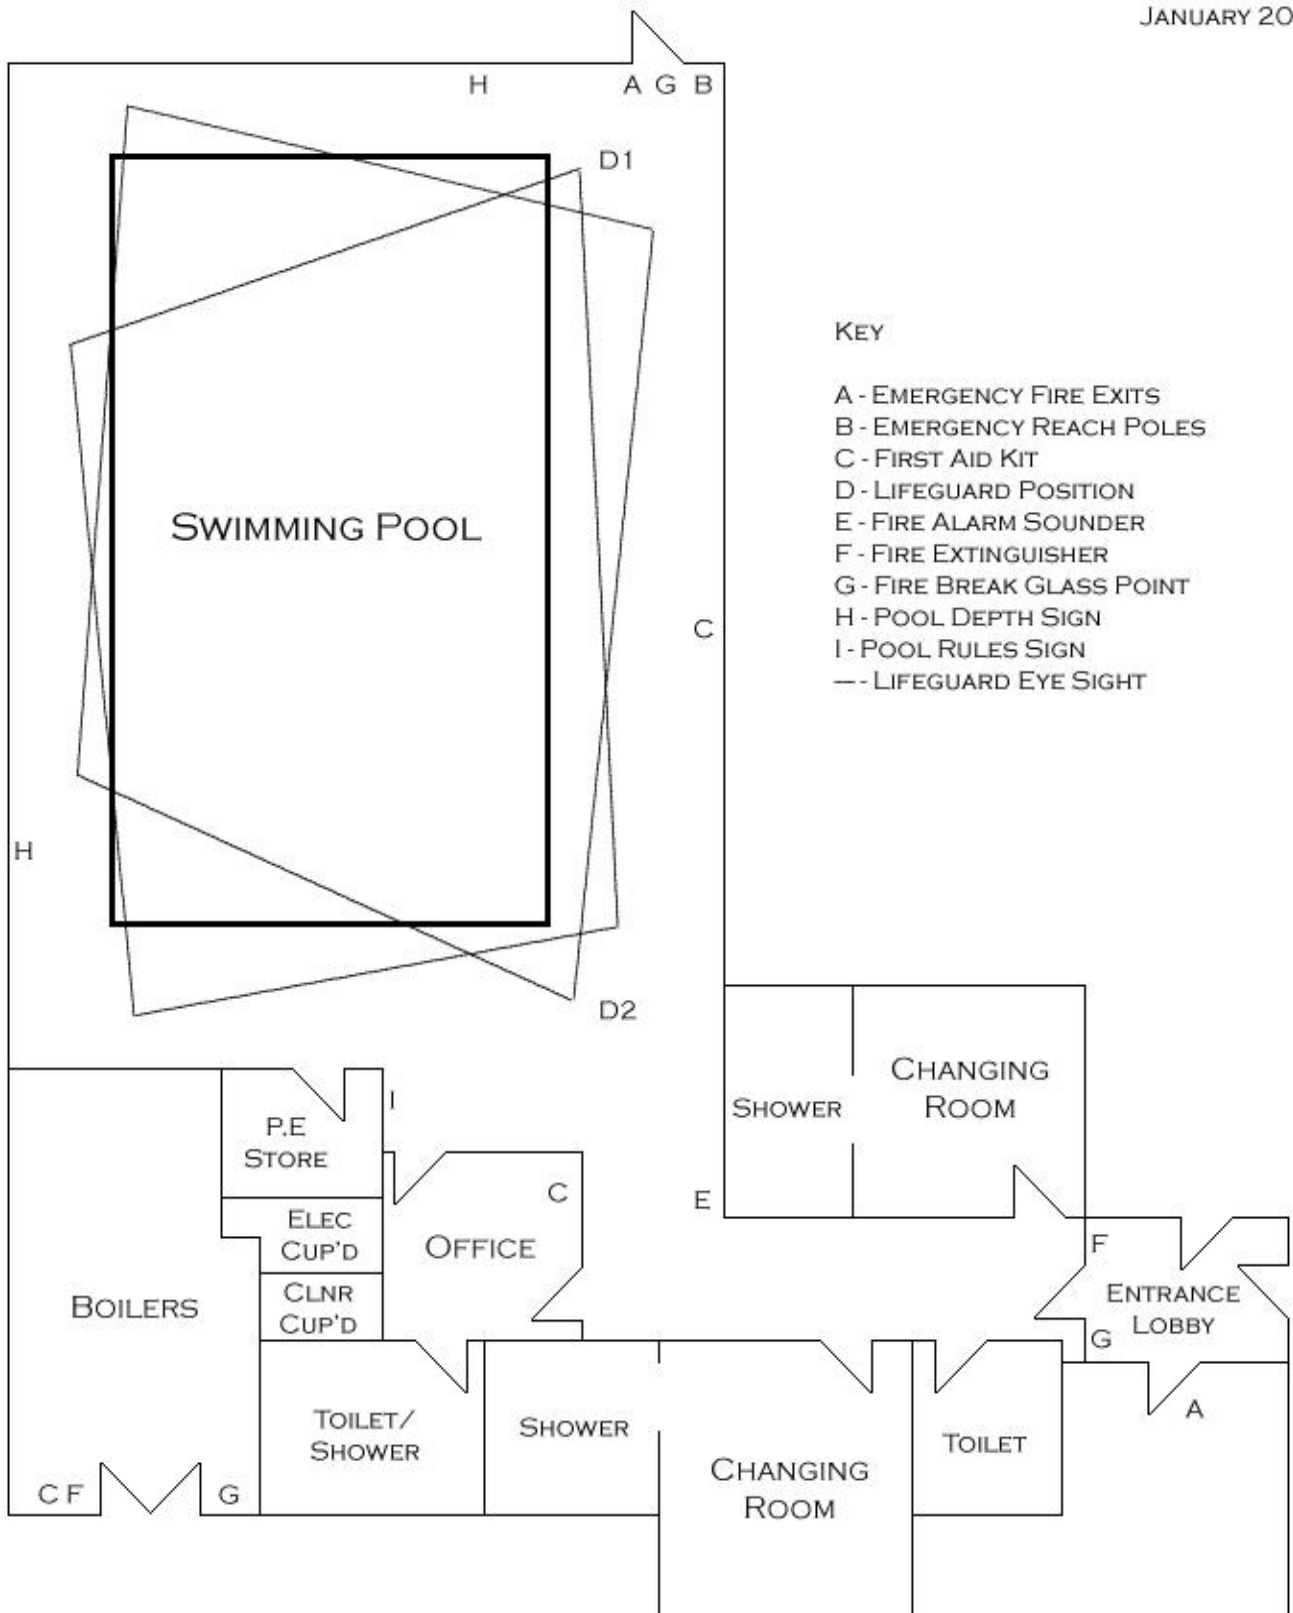 JANUARY 20
H
A G B
D1
KEY
A - EMERGENCY FIRE EXITS
B - EMERGENCY REACH POLES
C - FIRST AID KIT
D - LIFEGUARD POSITION
E - FIRE ALARM SOUNDER
F - FIRE EXTINGUISHER
G - FIRE BREAK GLASS POINT
H - POOL DEPTH SIGN
I - POOL RULES SIGN
— - LIFEGUARD EYE SIGHT
SWIMMING POOL
C
H
D2
CHANGING
ROOM
SHOWER
I
P.E
STORE
C
E
ELEC
CUP'D
OFFICE
F
CLNR
CUP'D
BOILERS
ENTRANCE
LOBBY
G
A
TOILET/
SHOWER
SHOWER
TOILET
CHANGING
ROOM
C F
G